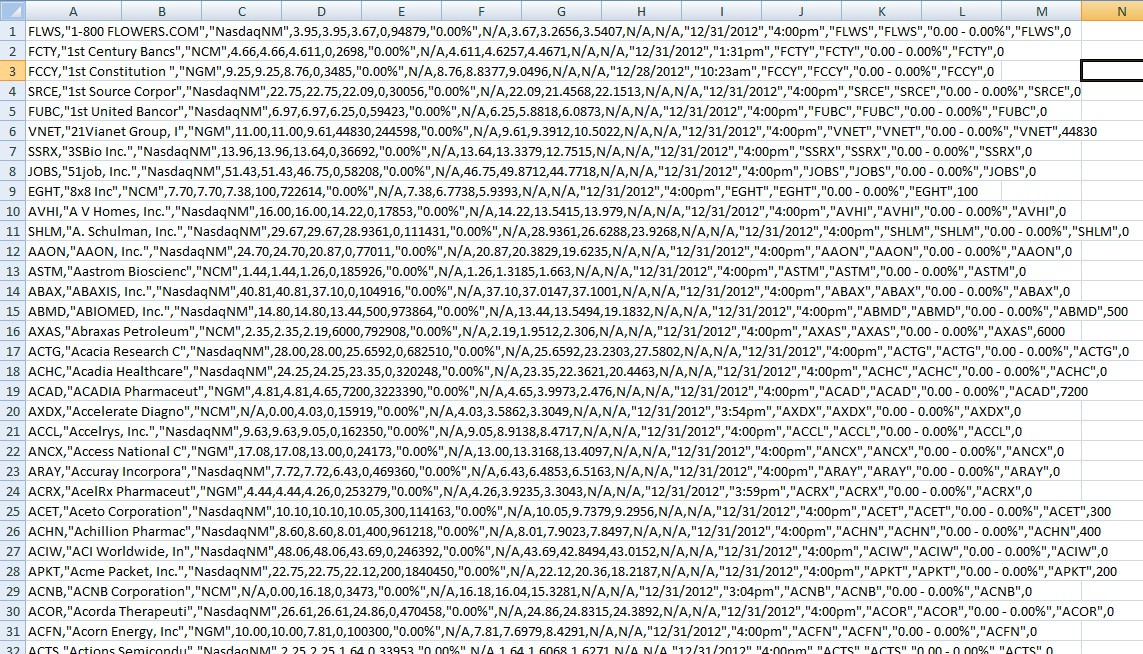 A B C D E F G H I J K L M N
1 FLWS,"1-800 FLOWERS.COM","NasdaqNM",3.95,3.95,3.67,0,94879,"0.00%",N/A,3.67,3.2656,3.5407,N/A,N/A,"12/31/2012","4:00pm","FLWS","FLWS","0.00 - 0.00%","FLWS",0
2 FCTY,"1st Century Bancs","NCM",4.66,4.66,4.611,0,2698,"0.00%",N/A,4.611,4.6257,4.4671,N/A,N/A,"12/31/2012","1:31pm","FCTY","FCTY","0.00 - 0.00%","FCTY",0
3 FCCY,"1st Constitution ","NGM",9.25,9.25,8.76,0,3485,"0.00%",N/A,8.76,8.8377,9.0496,N/A,N/A,"12/28/2012","10:23am","FCCY","FCCY","0.00 - 0.00%","FCCY",0
4 SRCE,"1st Source Corpor","NasdaqNM",22.75,22.75,22.09,0,30056,"0.00%",N/A,22.09,21.4568,22.1513,N/A,N/A,"12/31/2012","4:00pm","SRCE","SRCE","0.00 - 0.00%","SRCE",0
5 FUBC,"1st United Bancor","NasdaqNM",6.97,6.97,6.25,0,59423,"0.00%",N/A,6.25,5.8818,6.0873,N/A,N/A,"12/31/2012","4:00pm","FUBC","FUBC","0.00 - 0.00%","FUBC",0
6 VNET,"21Vianet Group, I","NGM",11.00,11.00,9.61,44830,244598,"0.00%",N/A,9.61,9.3912,10.5022,N/A,N/A,"12/31/2012","4:00pm","VNET","VNET","0.00 - 0.00%","VNET",44830
7 SSRX,"3SBio Inc.","NasdaqNM",13.96,13.96,13.64,0,36692,"0.00%",N/A,13.64,13.3379,12.7515,N/A,N/A,"12/31/2012","4:00pm","SSRX","SSRX","0.00 - 0.00%","SSRX",0
8 JOBS,"51job, Inc.","NasdaqNM",51.43,51.43,46.75,0,58208,"0.00%",N/A,46.75,49.8712,44.7718,N/A,N/A,"12/31/2012","4:00pm","JOBS","JOBS","0.00 - 0.00%","JOBS",0
9 EGHT,"8x8 Inc","NCM",7.70,7.70,7.38,100,722614,"0.00%",N/A,7.38,6.7738,5.9393,N/A,N/A,"12/31/2012","4:00pm","EGHT","EGHT","0.00 - 0.00%","EGHT",100
10 AVHI,"A V Homes, Inc.","NasdaqNM",16.00,16.00,14.22,0,17853,"0.00%",N/A,14.22,13.5415,13.979,N/A,N/A,"12/31/2012","4:00pm","AVHI","AVHI","0.00 - 0.00%","AVHI",0
11 SHLM,"A. Schulman, Inc.","NasdaqNM",29.67,29.67,28.9361,0,111431,"0.00%",N/A,28.9361,26.6288,23.9268,N/A,N/A,"12/31/2012","4:00pm","SHLM","SHLM","0.00 - 0.00%","SHLM",0
12 AAON,"AAON, Inc.","NasdaqNM",24.70,24.70,20.87,0,77011,"0.00%",N/A,20.87,20.3829,19.6235,N/A,N/A,"12/31/2012","4:00pm","AAON","AAON","0.00 - 0.00%","AAON",0
13 ASTM,"Aastrom Bioscienc","NCM",1.44,1.44,1.26,0,185926,"0.00%",N/A,1.26,1.3185,1.663,N/A,N/A,"12/31/2012","4:00pm","ASTM","ASTM","0.00 - 0.00%","ASTM",0
14 ABAX,"ABAXIS, Inc.","NasdaqNM",40.81,40.81,37.10,0,104916,"0.00%",N/A,37.10,37.0147,37.1001,N/A,N/A,"12/31/2012","4:00pm","ABAX","ABAX","0.00 - 0.00%","ABAX",0
15 ABMD,"ABIOMED, Inc.","NasdaqNM",14.80,14.80,13.44,500,973864,"0.00%",N/A,13.44,13.5494,19.1832,N/A,N/A,"12/31/2012","4:00pm","ABMD","ABMD","0.00 - 0.00%","ABMD",500
16 AXAS,"Abraxas Petroleum","NCM",2.35,2.35,2.19,6000,792908,"0.00%",N/A,2.19,1.9512,2.306,N/A,N/A,"12/31/2012","4:00pm","AXAS","AXAS","0.00 - 0.00%","AXAS",6000
17 ACTG,"Acacia Research C","NasdaqNM",28.00,28.00,25.6592,0,682510,"0.00%",N/A,25.6592,23.2303,27.5802,N/A,N/A,"12/31/2012","4:00pm","ACTG","ACTG","0.00 - 0.00%","ACTG",0
18 ACHC,"Acadia Healthcare","NasdaqNM",24.25,24.25,23.35,0,320248,"0.00%",N/A,23.35,22.3621,20.4463,N/A,N/A,"12/31/2012","4:00pm","ACHC","ACHC","0.00 - 0.00%","ACHC",0
19 ACAD,"ACADIA Pharmaceut","NGM",4.81,4.81,4.65,7200,3223390,"0.00%",N/A,4.65,3.9973,2.476,N/A,N/A,"12/31/2012","4:00pm","ACAD","ACAD","0.00 - 0.00%","ACAD",7200
20 AXDX,"Accelerate Diagno","NCM",N/A,0.00,4.03,0,15919,"0.00%",N/A,4.03,3.5862,3.3049,N/A,N/A,"12/31/2012","3:54pm","AXDX","AXDX","0.00 - 0.00%","AXDX",0
21 ACCL,"Accelrys, Inc.","NasdaqNM",9.63,9.63,9.05,0,162350,"0.00%",N/A,9.05,8.9138,8.4717,N/A,N/A,"12/31/2012","4:00pm","ACCL","ACCL","0.00 - 0.00%","ACCL",0
22 ANCX,"Access National C","NGM",17.08,17.08,13.00,0,24173,"0.00%",N/A,13.00,13.3168,13.4097,N/A,N/A,"12/31/2012","4:00pm","ANCX","ANCX","0.00 - 0.00%","ANCX",0
23 ARAY,"Accuray Incorpora","NasdaqNM",7.72,7.72,6.43,0,469360,"0.00%",N/A,6.43,6.4853,6.5163,N/A,N/A,"12/31/2012","4:00pm","ARAY","ARAY","0.00 - 0.00%","ARAY",0
24 ACRX,"AcelRx Pharmaceut","NGM",4.44,4.44,4.26,0,253279,"0.00%",N/A,4.26,3.9235,3.3043,N/A,N/A,"12/31/2012","3:59pm","ACRX","ACRX","0.00 - 0.00%","ACRX",0
25 ACET,"Aceto Corporation","NasdaqNM",10.10,10.10,10.05,300,114163,"0.00%",N/A,10.05,9.7379,9.2956,N/A,N/A,"12/31/2012","4:00pm","ACET","ACET","0.00 - 0.00%","ACET",300
26 ACHN,"Achillion Pharmac","NasdaqNM",8.60,8.60,8.01,400,961218,"0.00%",N/A,8.01,7.9023,7.8497,N/A,N/A,"12/31/2012","4:00pm","ACHN","ACHN","0.00 - 0.00%","ACHN",400
27 ACIW,"ACI Worldwide, In","NasdaqNM",48.06,48.06,43.69,0,246392,"0.00%",N/A,43.69,42.8494,43.0152,N/A,N/A,"12/31/2012","4:00pm","ACIW","ACIW","0.00 - 0.00%","ACIW",0
28 APKT,"Acme Packet, Inc.","NasdaqNM",22.75,22.75,22.12,200,1840450,"0.00%",N/A,22.12,20.36,18.2187,N/A,N/A,"12/31/2012","4:00pm","APKT","APKT","0.00 - 0.00%","APKT",200
29 ACNB,"ACNB Corporation","NCM",N/A,0.00,16.18,0,3473,"0.00%",N/A,16.18,16.04,15.3281,N/A,N/A,"12/31/2012","3:04pm","ACNB","ACNB","0.00 - 0.00%","ACNB",0
30 ACOR,"Acorda Therapeuti","NasdaqNM",26.61,26.61,24.86,0,470458,"0.00%",N/A,24.86,24.8315,24.3892,N/A,N/A,"12/31/2012","4:00pm","ACOR","ACOR","0.00 - 0.00%","ACOR",0
31 ACFN,"Acorn Energy, Inc","NGM",10.00,10.00,7.81,0,100300,"0.00%",N/A,7.81,7.6979,8.4291,N/A,N/A,"12/31/2012","4:00pm","ACFN","ACFN","0.00 - 0.00%","ACFN",0
32 ACTS,"Actions Semicondu","NasdaqNM",2.25,2.25,1.64,0,33953,"0.00%",N/A,1.64,1.6068,1.6271,N/A,N/A,"12/31/2012","4:00pm","ACTS","ACTS","0.00 - 0.00%","ACTS",0